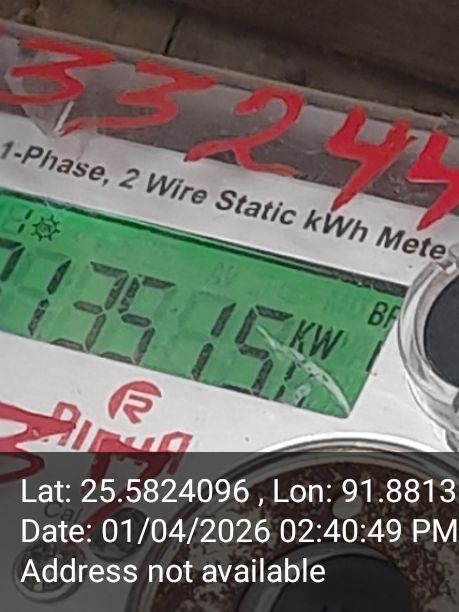 33244
1-Phase, 2 Wire Static kWh Mete
713515
KW
Lat: 25.5824096 , Lon: 91.8813
Date: 01/04/2026 02:40:49 PM
Address not available